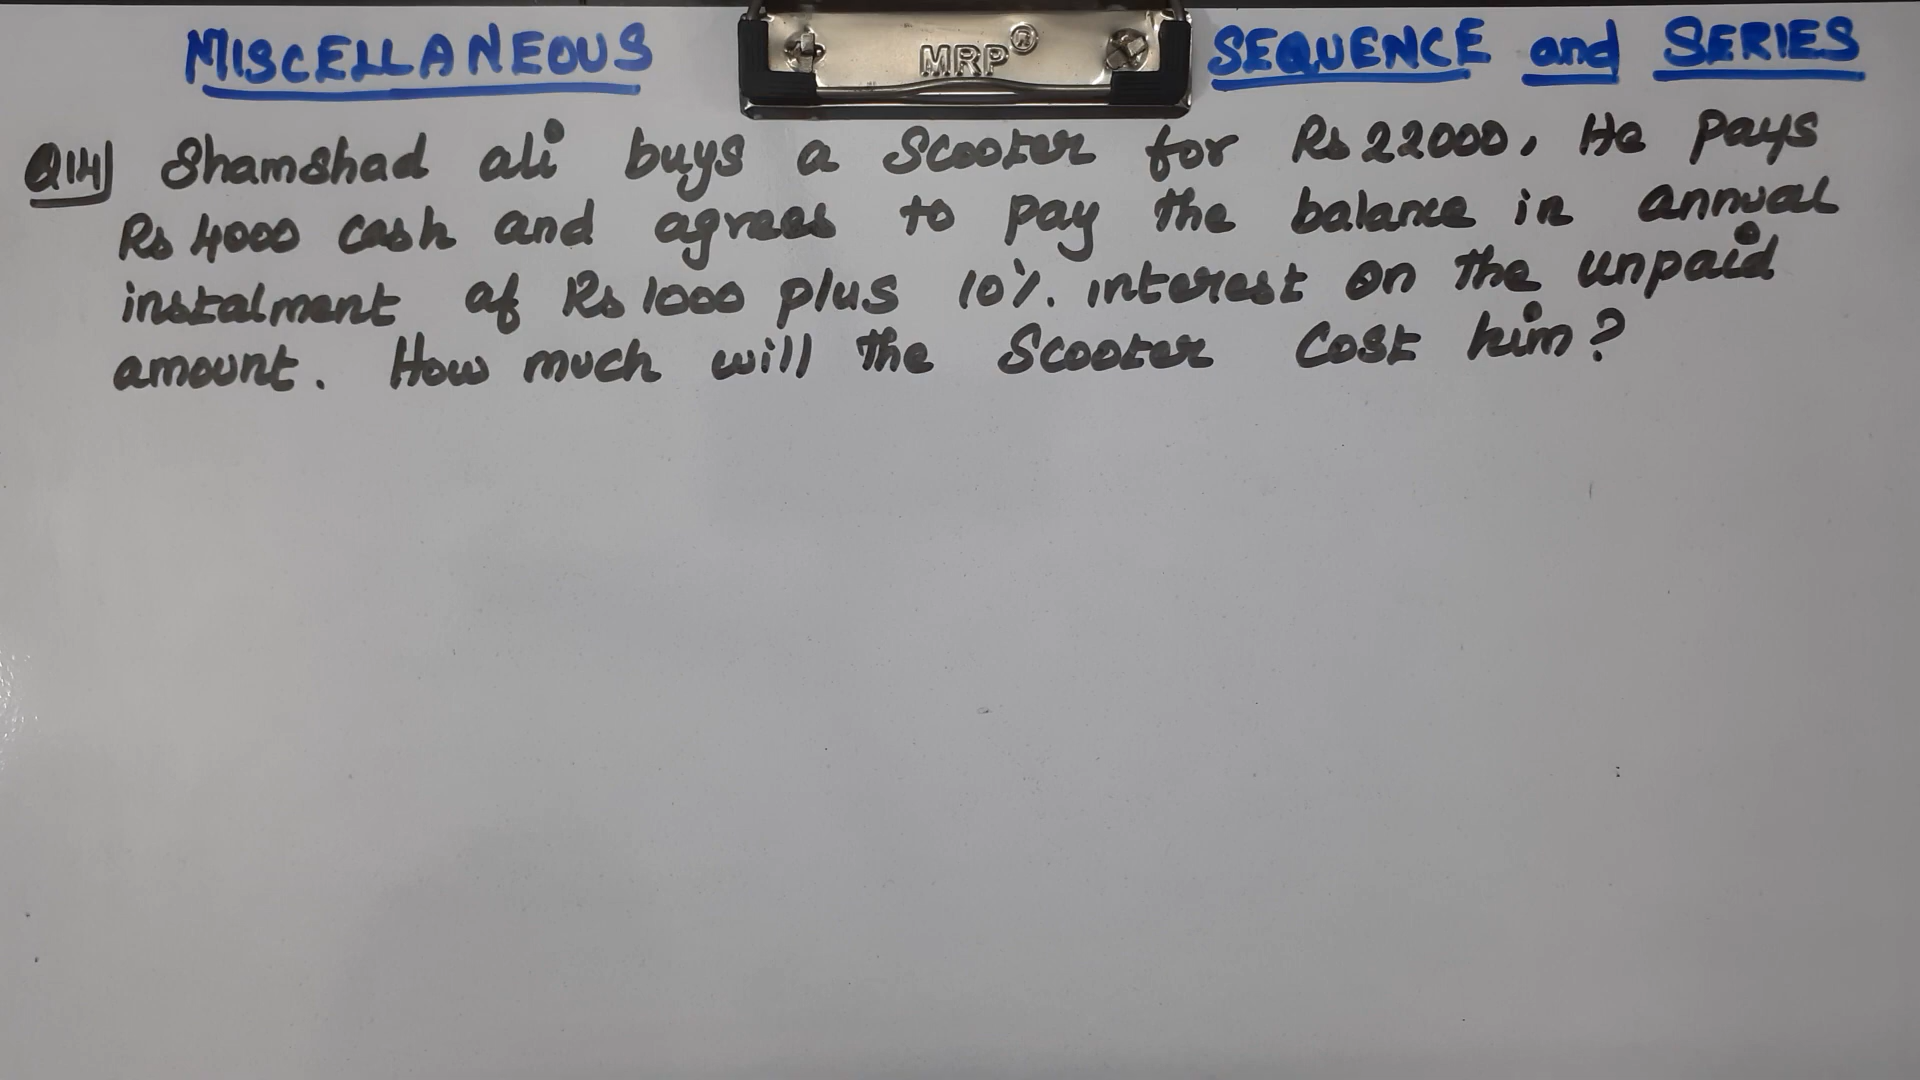 MISCELLANEOUS MRP® SEQUENCE and SERIES
Q14) Shamshad ali buys a Scooter for Rs 22000. He pays
Rs 4000 cash and agrees to pay the balance in annual
instalment of Rs 1000 plus 10%. interest on the unpaid
amount. How much will the Scooter Cost him?